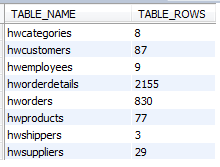 TABLE_NAME TABLE_ROWS
hwcategories 8
hwcustomers 87
hwemployees 9
hworderdetails 2155
hworders 830
hwproducts 77
hwshippers 3
hwsuppliers 29